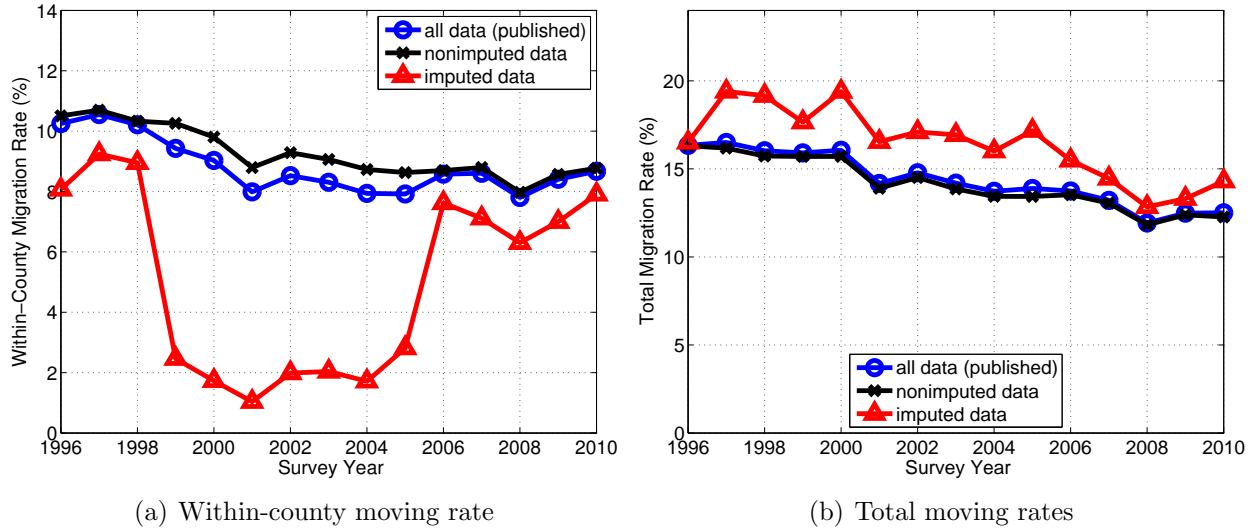 14
12
10
8
6
4
2
0
Within−County Migration Rate (%)
all data (published)
nonimputed data
imputed data
1996 1998 2000 2002 2004 2006 2008 2010
Survey Year
(a) Within-county moving rate
20
15
10
5
0
Total Migration Rate (%)
all data (published)
nonimputed data
imputed data
1996 1998 2000 2002 2004 2006 2008 2010
Survey Year
(b) Total moving rates